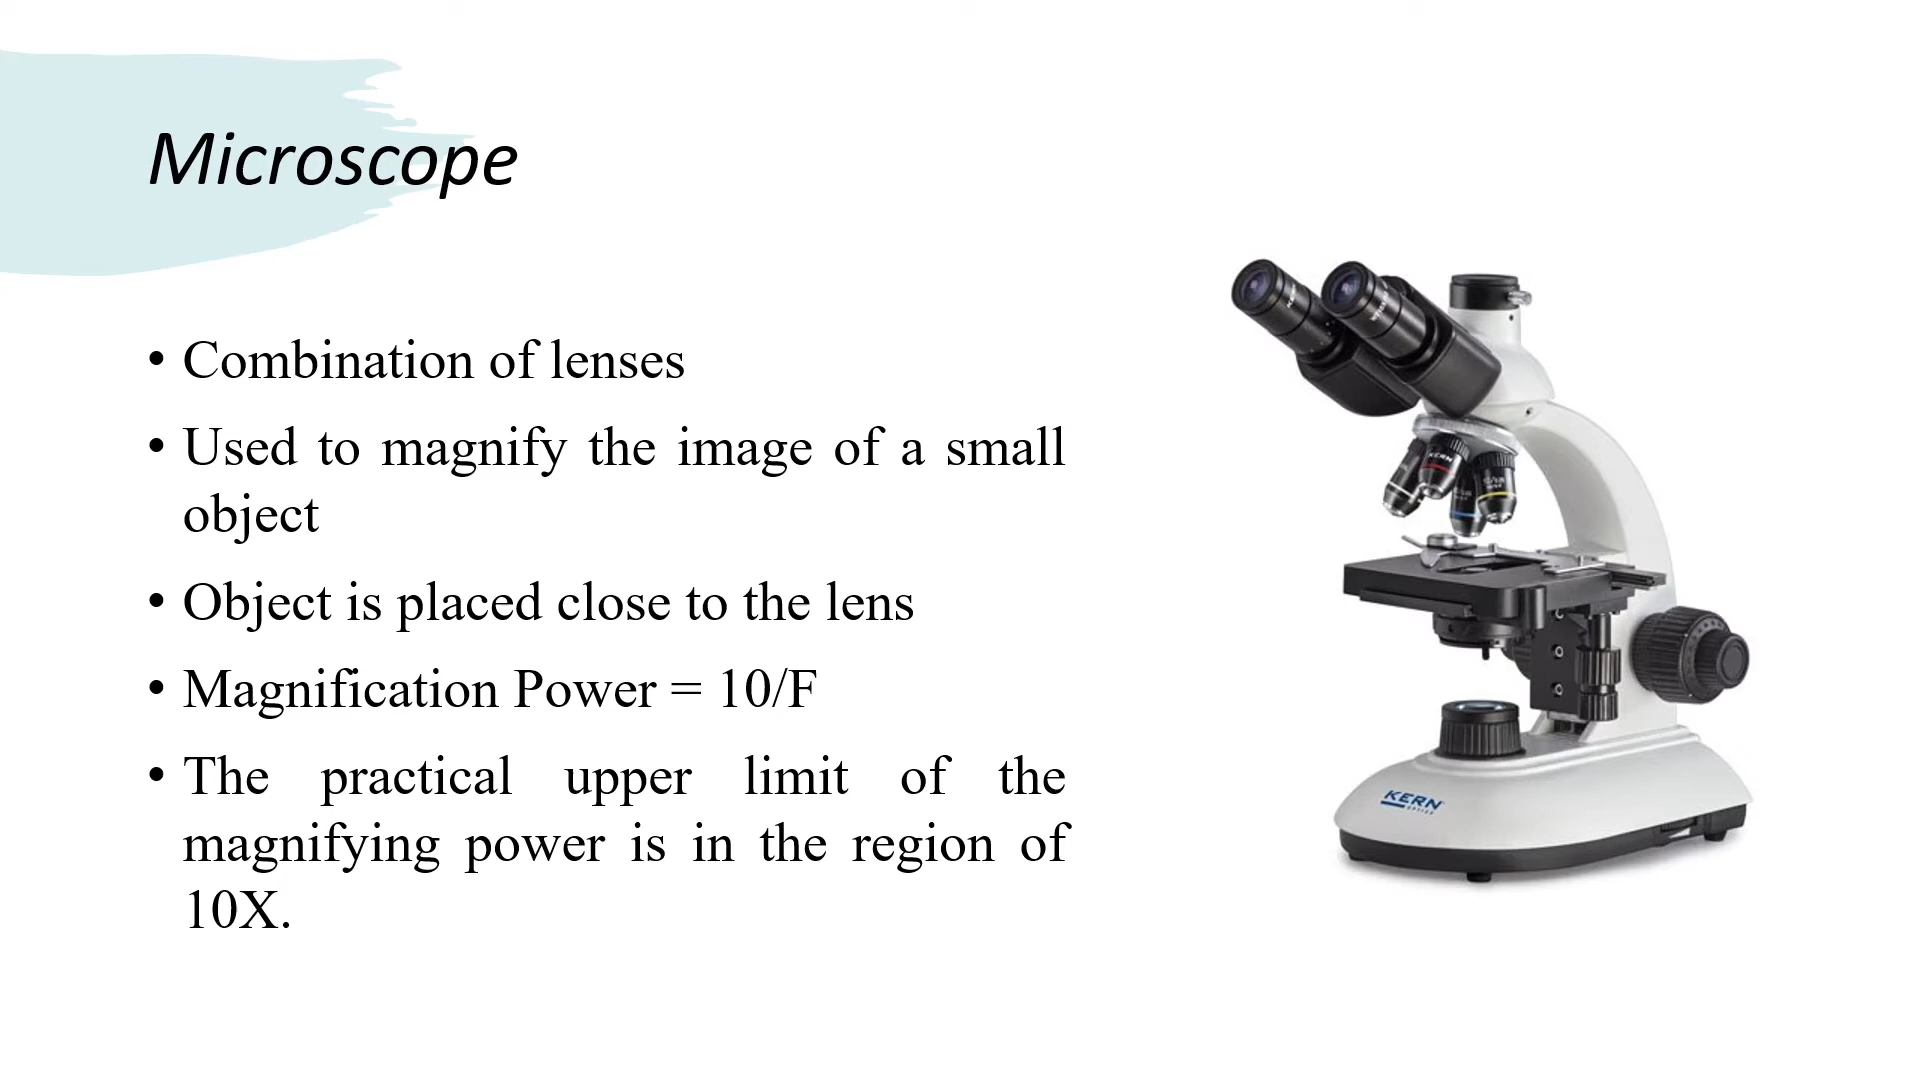 Microscope
• Combination of lenses
• Used to magnify the image of a small
object
• Object is placed close to the lens
• Magnification Power = 10/F
• The practical upper limit of the
magnifying power is in the region of
10X.
KERN
KERN